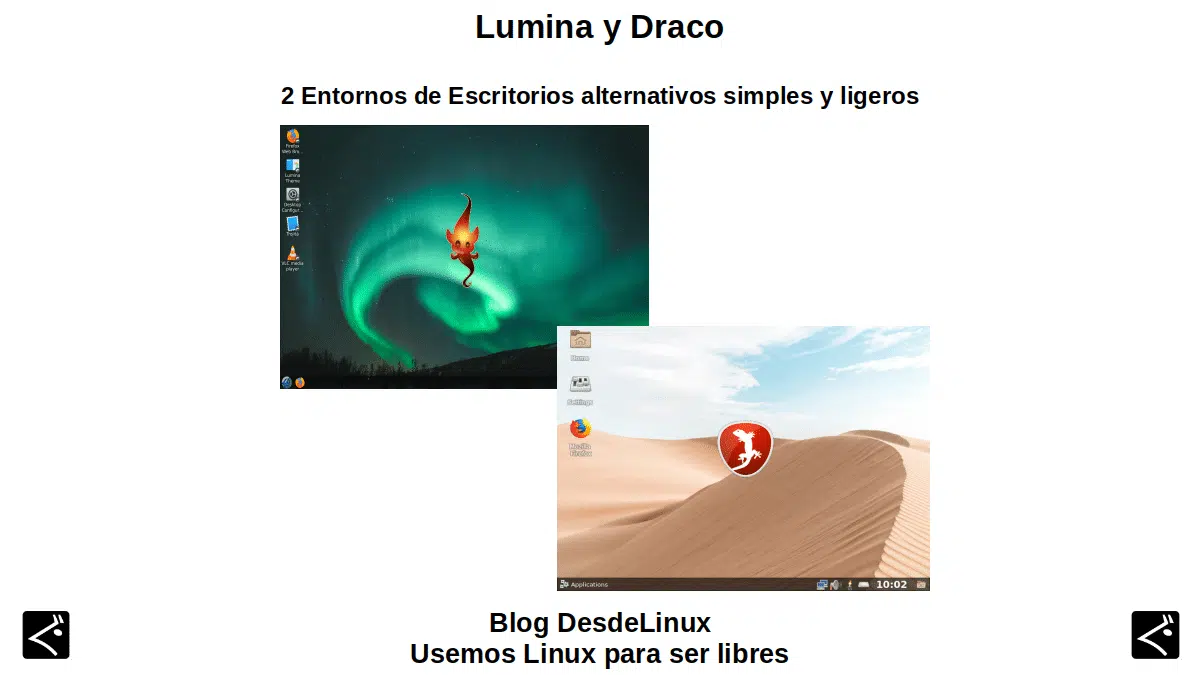 Lumina y Draco
2 Entornos de Escritorios alternativos simples y ligeros
Firefox
Web Bro...
Lumina
Theme
Desktop
Configur...
Trojita
VLC media
player
Home
Settings
Mozilla
Firefox
Applications
10:02
Blog DesdeLinux
Usemos Linux para ser libres